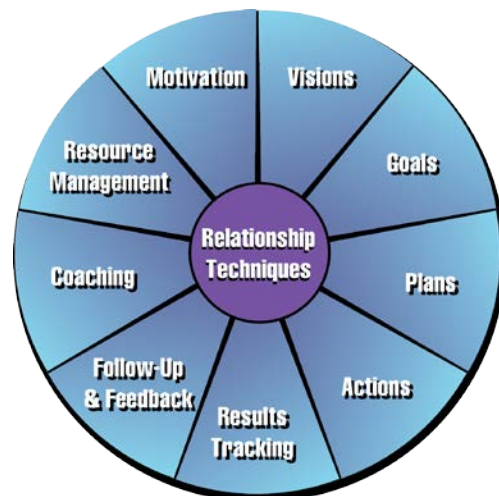 Motivation
Visions
Resource
Management
Goals
Relationship
Techniques
Coaching
Plans
Follow-Up
& Feedback
Actions
Results
Tracking